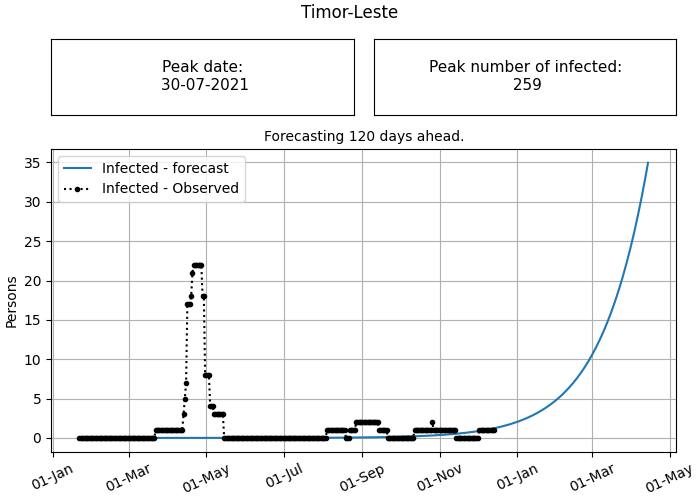 Timor-Leste
Peak date:
30-07-2021
Peak number of infected:
259
Forecasting 120 days ahead.
Infected - forecast
Infected - Observed
Persons
35
30
25
20
15
10
5
0
01-Jan
01-Mar
01-May
01-Jul
01-Sep
01-Nov
01-Jan
01-Mar
01-May